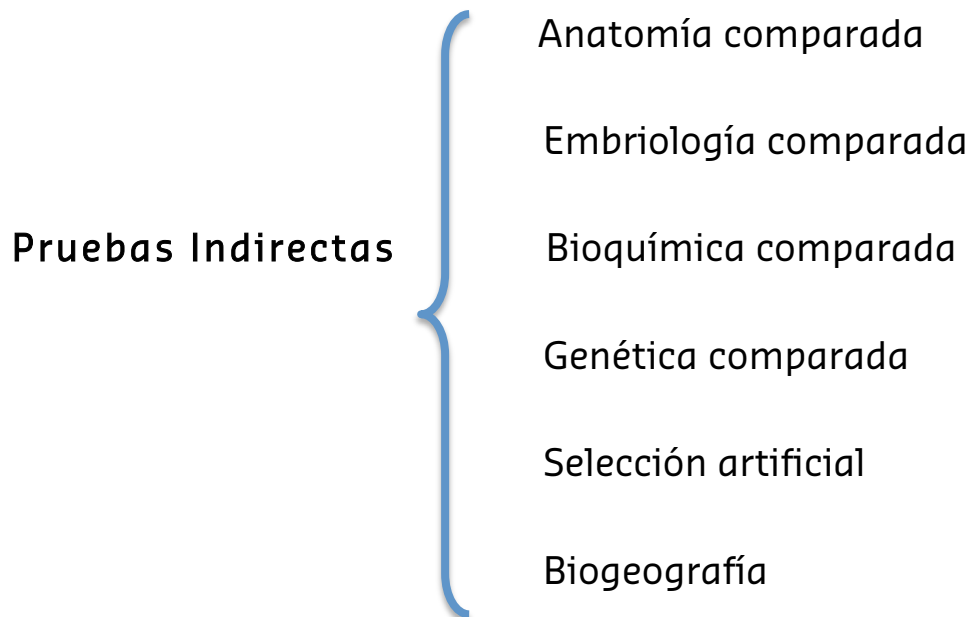 Anatomía comparada
Embriología comparada
Pruebas Indirectas
Bioquímica comparada
Genética comparada
Selección artificial
Biogeografía